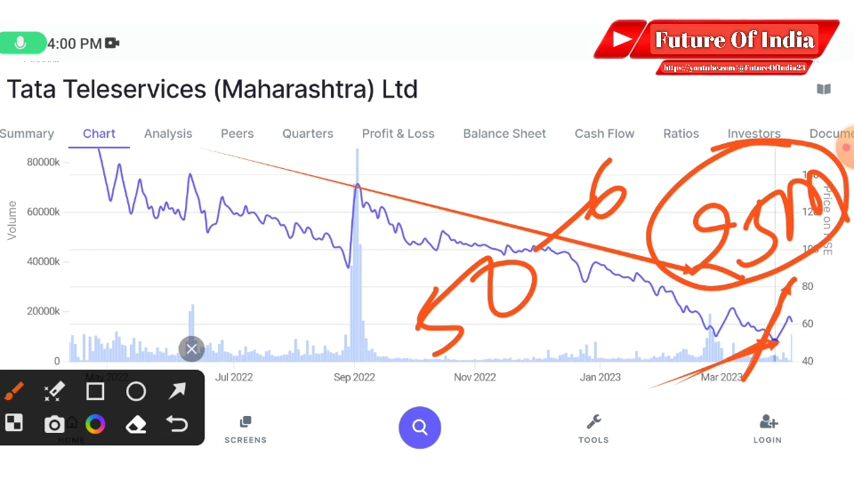 4:00 PM
Future Of India
https://youtube.com/@FutureOfIndia23
Tata Teleservices (Maharashtra) Ltd
Summary Chart Analysis Peers Quarters Profit & Loss Balance Sheet Cash Flow Ratios Investors Docume
80000k
60000k
40000k
20000k
0
Volume
80
60
40
Price on NSE
50
6
25m
Jul 2022 Sep 2022 Nov 2022 Jan 2023 Mar 2023
HOME SCREENS TOOLS LOGIN